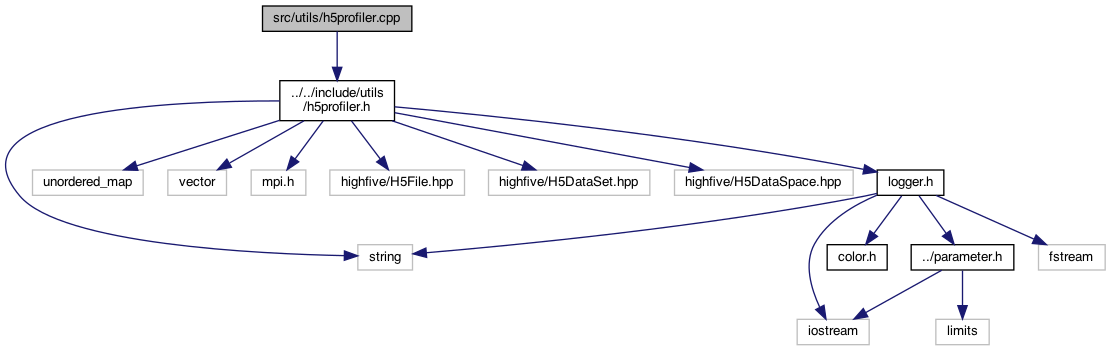 src/utils/h5profiler.cpp
../../include/utils
/h5profiler.h
unordered_map
vector
mpi.h
highfive/H5File.hpp
highfive/H5DataSet.hpp
highfive/H5DataSpace.hpp
logger.h
string
color.h
../parameter.h
fstream
iostream
limits